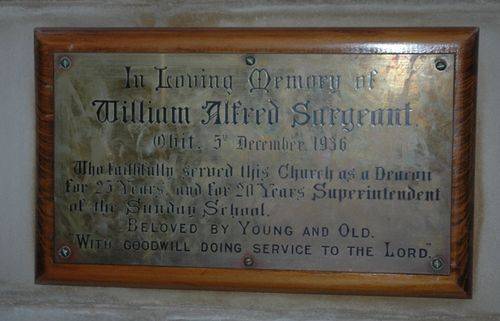 In Loving Memory of
William Alfred Sargeant.
Obit. 5th December, 1936
Who faithfully served this Church as a Deacon
for 25 Years, and for 20 Years Superintendent
of the Sunday School.
BELOVED BY YOUNG AND OLD.
"WITH GOODWILL DOING SERVICE TO THE LORD."